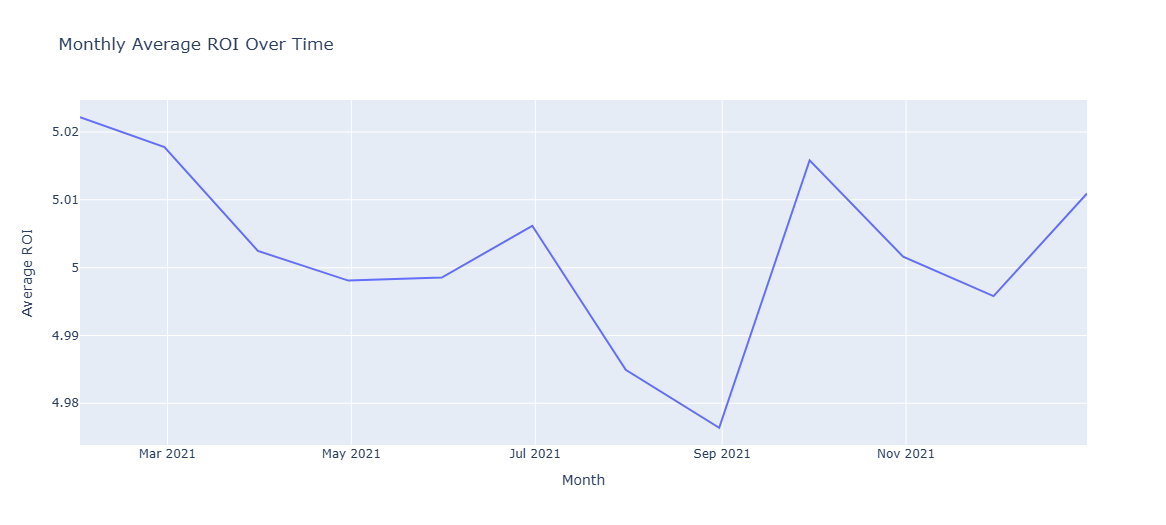 Monthly Average ROI Over Time
5.02
5.01
5
4.99
4.98
Average ROI
Mar 2021
May 2021
Jul 2021
Sep 2021
Nov 2021
Month